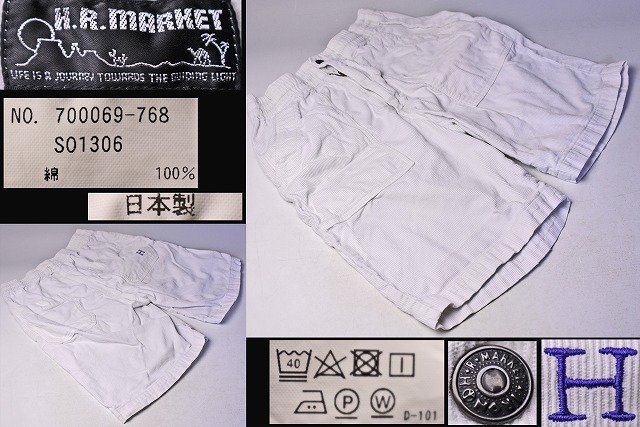 H.R.MARKET
LIFE IS A JOURNEY TOWARDS THE GUIDING LIGHT
NO. 700069-768
SO1306
綿 100%
日本製
40
P W
D-101
H.R.MARKET
H